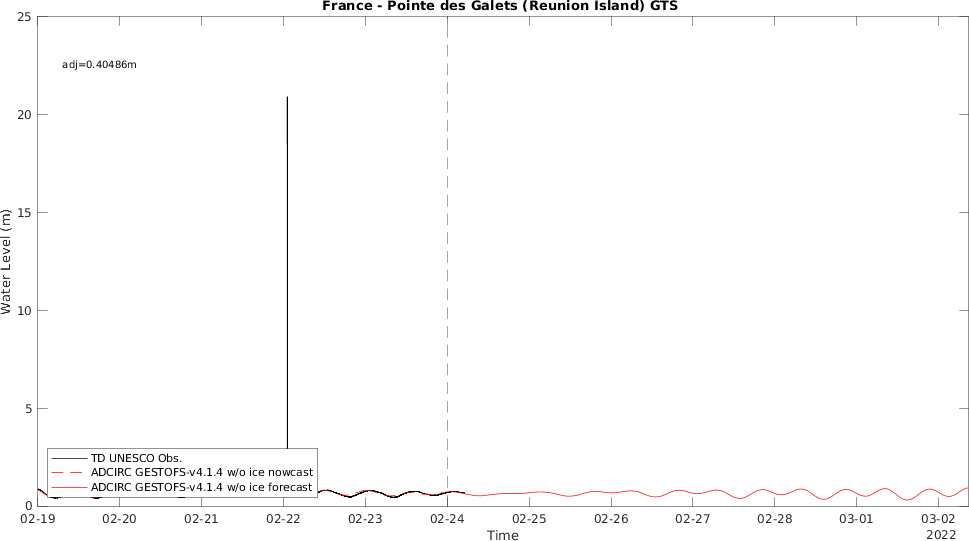 France - Pointe des Galets (Reunion Island) GTS
25
adj=0.40486m
20
15
Water Level (m)
10
5
TD UNESCO Obs.
ADCIRC GESTOFS-v4.1.4 w/o ice nowcast
ADCIRC GESTOFS-v4.1.4 w/o ice forecast
0
02-19 02-20 02-21 02-22 02-23 02-24 02-25 02-26 02-27 02-28 03-01 03-02
2022
Time